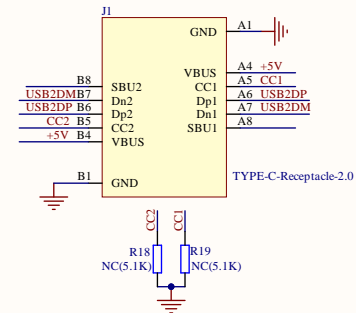 J1
GND A1
VBUS A4 +5V
B8 SBU2 CC1 A5 CC1
USB2DM B7 Dn2 Dp1 A6 USB2DP
USB2DP B6 Dp2 Dn1 A7 USB2DM
CC2 B5 CC2 SBU1 A8
+5V B4 VBUS
B1 GND
TYPE-C-Receptacle-2.0
CC2 CC1
R18 R19
NC(5.1K) NC(5.1K)